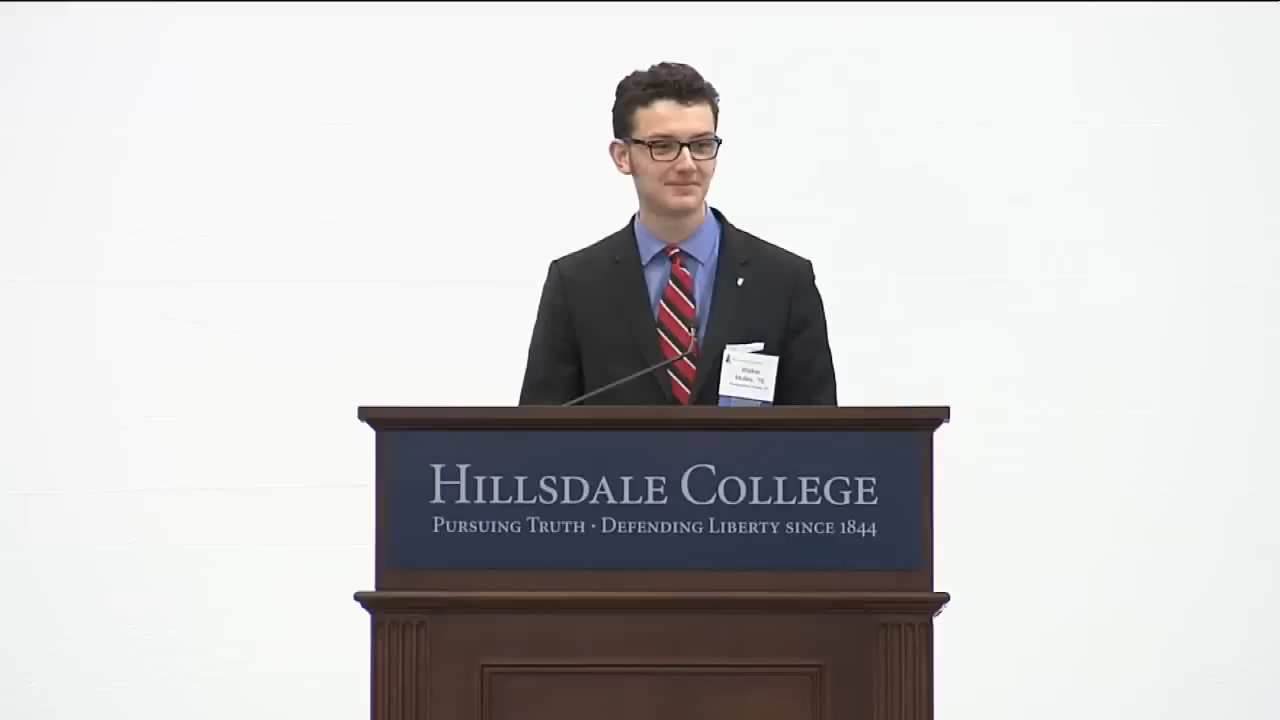 HILLSDALE COLLEGE
PURSUING TRUTH · DEFENDING LIBERTY SINCE 1844